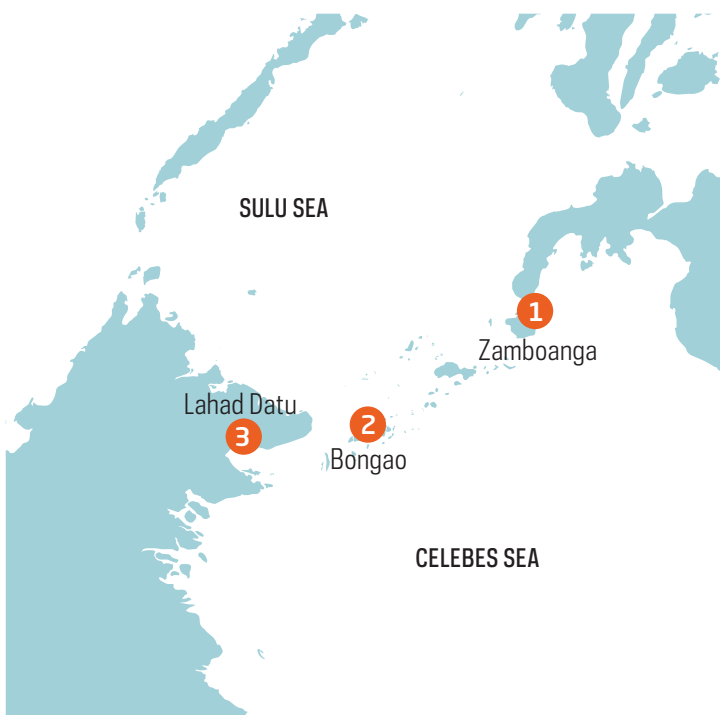 SULU SEA
1
Zamboanga
Lahad Datu
3
2
Bongao
CELEBES SEA